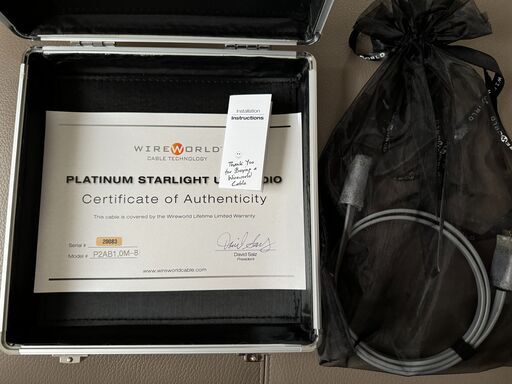 WIREWORLD
CABLE TECHNOLOGY
PLATINUM STARLIGHT
Certificate of Authenticity
This cable is covered by the Wireworld Lifetime Limited Warranty.
Serial # 20083
Model # P2AB1.0M-8
David Salz
President
www.wireworldcable.com
Installation
Instructions
Thank You
for Buying a
Wireworld
Cable